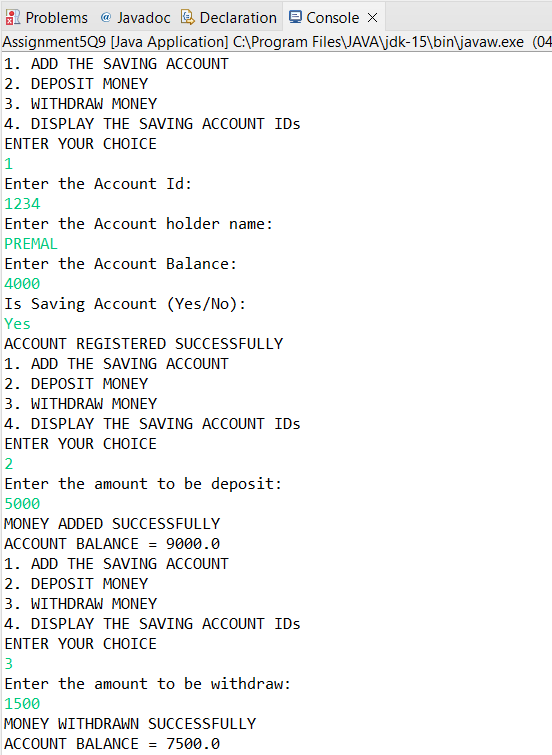 Problems @ Javadoc Declaration Console
Assignment5Q9 [Java Application] C:\Program Files\JAVA\jdk-15\bin\javaw.exe (04
1. ADD THE SAVING ACCOUNT
2. DEPOSIT MONEY
3. WITHDRAW MONEY
4. DISPLAY THE SAVING ACCOUNT IDs
ENTER YOUR CHOICE
1
Enter the Account Id:
1234
Enter the Account holder name:
PREMAL
Enter the Account Balance:
4000
Is Saving Account (Yes/No):
Yes
ACCOUNT REGISTERED SUCCESSFULLY
1. ADD THE SAVING ACCOUNT
2. DEPOSIT MONEY
3. WITHDRAW MONEY
4. DISPLAY THE SAVING ACCOUNT IDs
ENTER YOUR CHOICE
2
Enter the amount to be deposit:
5000
MONEY ADDED SUCCESSFULLY
ACCOUNT BALANCE = 9000.0
1. ADD THE SAVING ACCOUNT
2. DEPOSIT MONEY
3. WITHDRAW MONEY
4. DISPLAY THE SAVING ACCOUNT IDs
ENTER YOUR CHOICE
3
Enter the amount to be withdraw:
1500
MONEY WITHDRAWN SUCCESSFULLY
ACCOUNT BALANCE = 7500.0